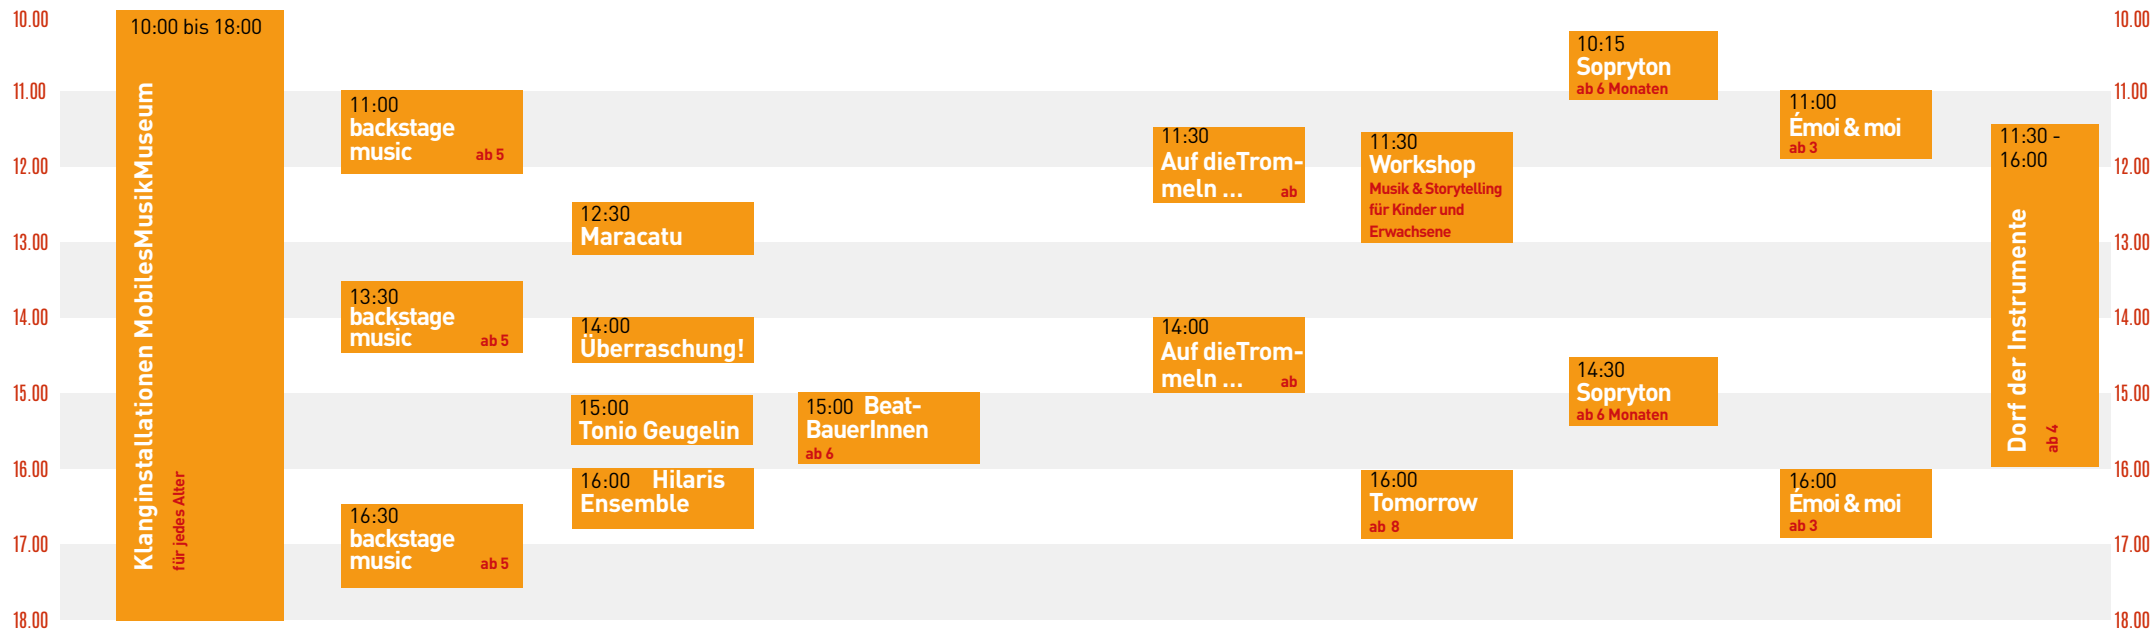 10.00
11.00
12.00
13.00
14.00
15.00
16.00
17.00
18.00
10:00 bis 18:00
Klanginstallationen MobilesMusikMuseum
für jedes Alter
11:00
backstage
music ab 5
13:30
backstage
music ab 5
16:30
backstage
music ab 5
12:30
Maracatu
14:00
Überraschung!
15:00
Tonio Geugelin
16:00 Hilaris
Ensemble
15:00 Beat-
BauerInnen
ab 6
11:30
Auf dieTrom-
meln ... ab
14:00
Auf dieTrom-
meln ... ab
11:30
Workshop
Musik & Storytelling
für Kinder und
Erwachsene
16:00
Tomorrow
ab 8
10:15
Sopryton
ab 6 Monaten
14:30
Sopryton
ab 6 Monaten
11:00
Émoi & moi
ab 3
16:00
Émoi & moi
ab 3
11:30 -
16:00
Dorf der Instrumente
ab 4
10.00
11.00
12.00
13.00
14.00
15.00
16.00
17.00
18.00